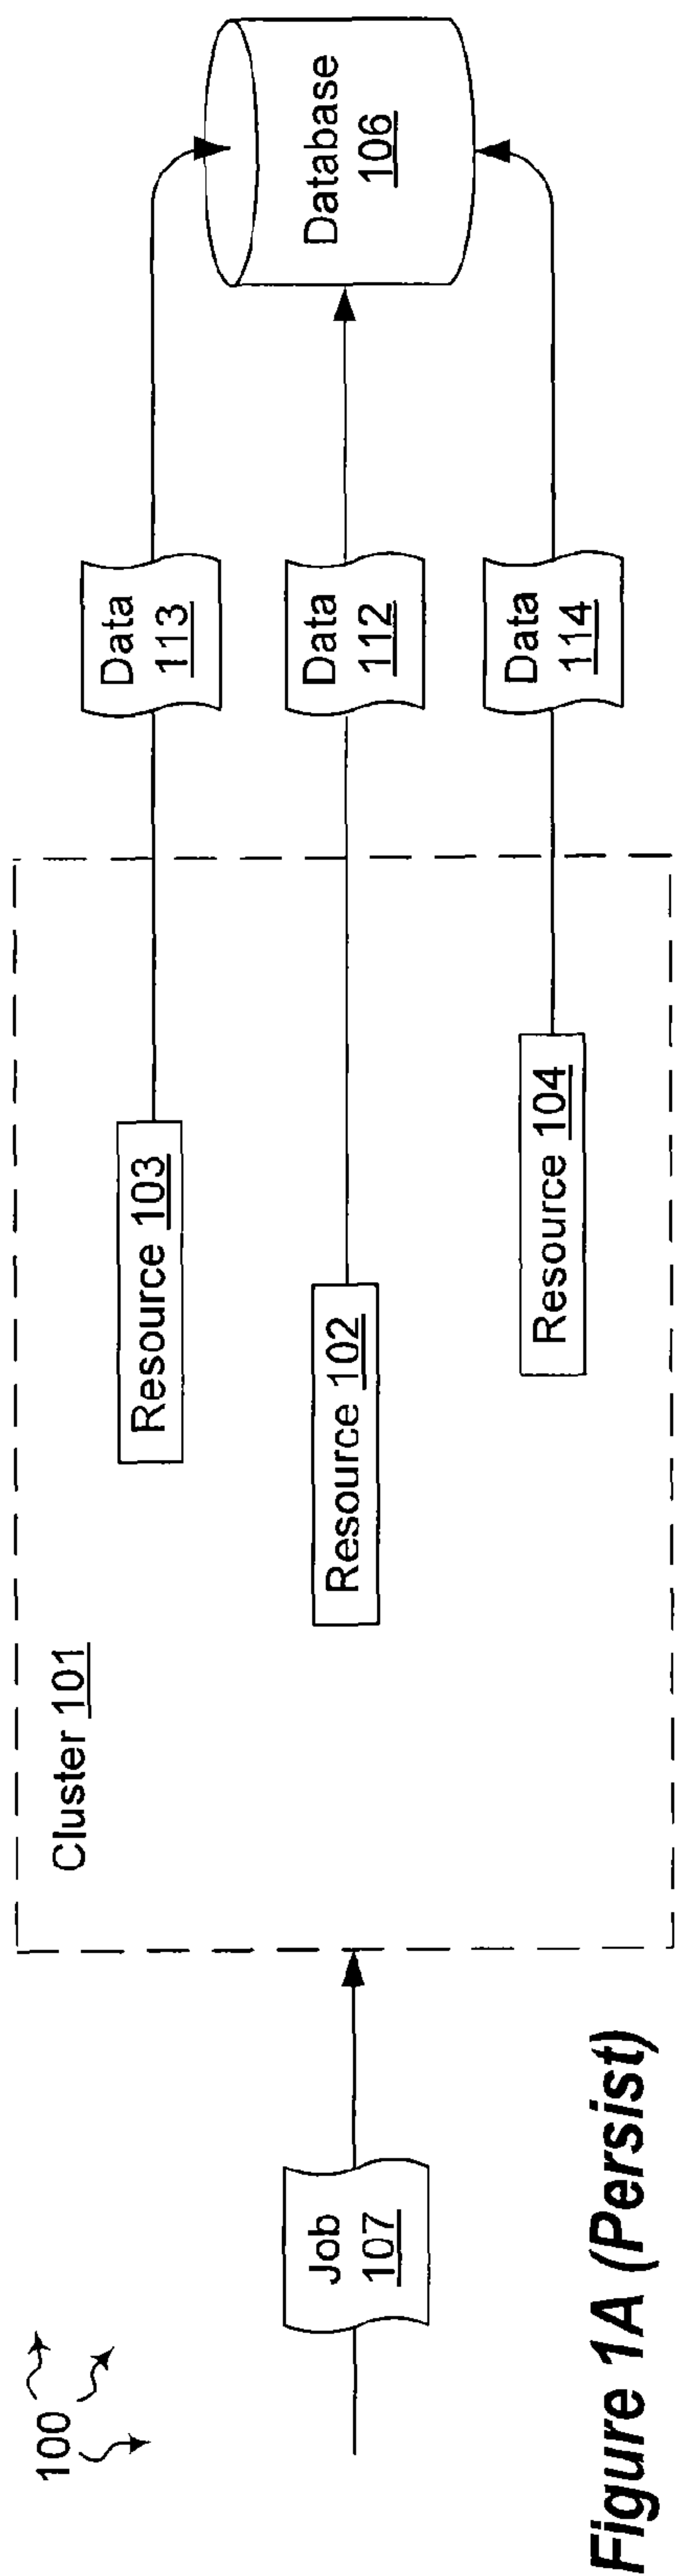 100
Job
107
Cluster 101
Resource 103
Resource 102
Resource 104
Data
113
Data
112
Data
114
Database
106
Figure 1A (Persist)